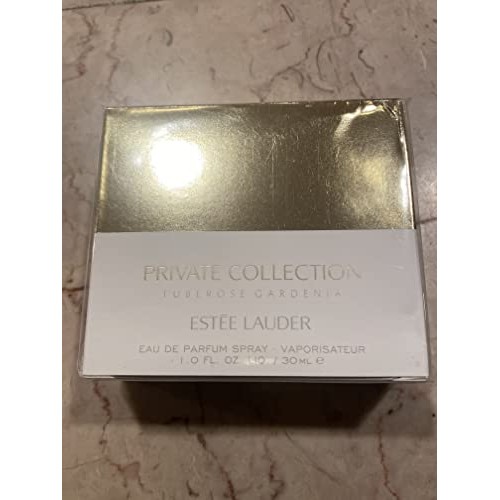 PRIVATE COLLECTION
TUBEROSE GARDENIA
ESTĒE LAUDER
EAU DE PARFUM SPRAY - VAPORISATEUR
1.0 FL. OZ. LIQ. / 30ML ℮